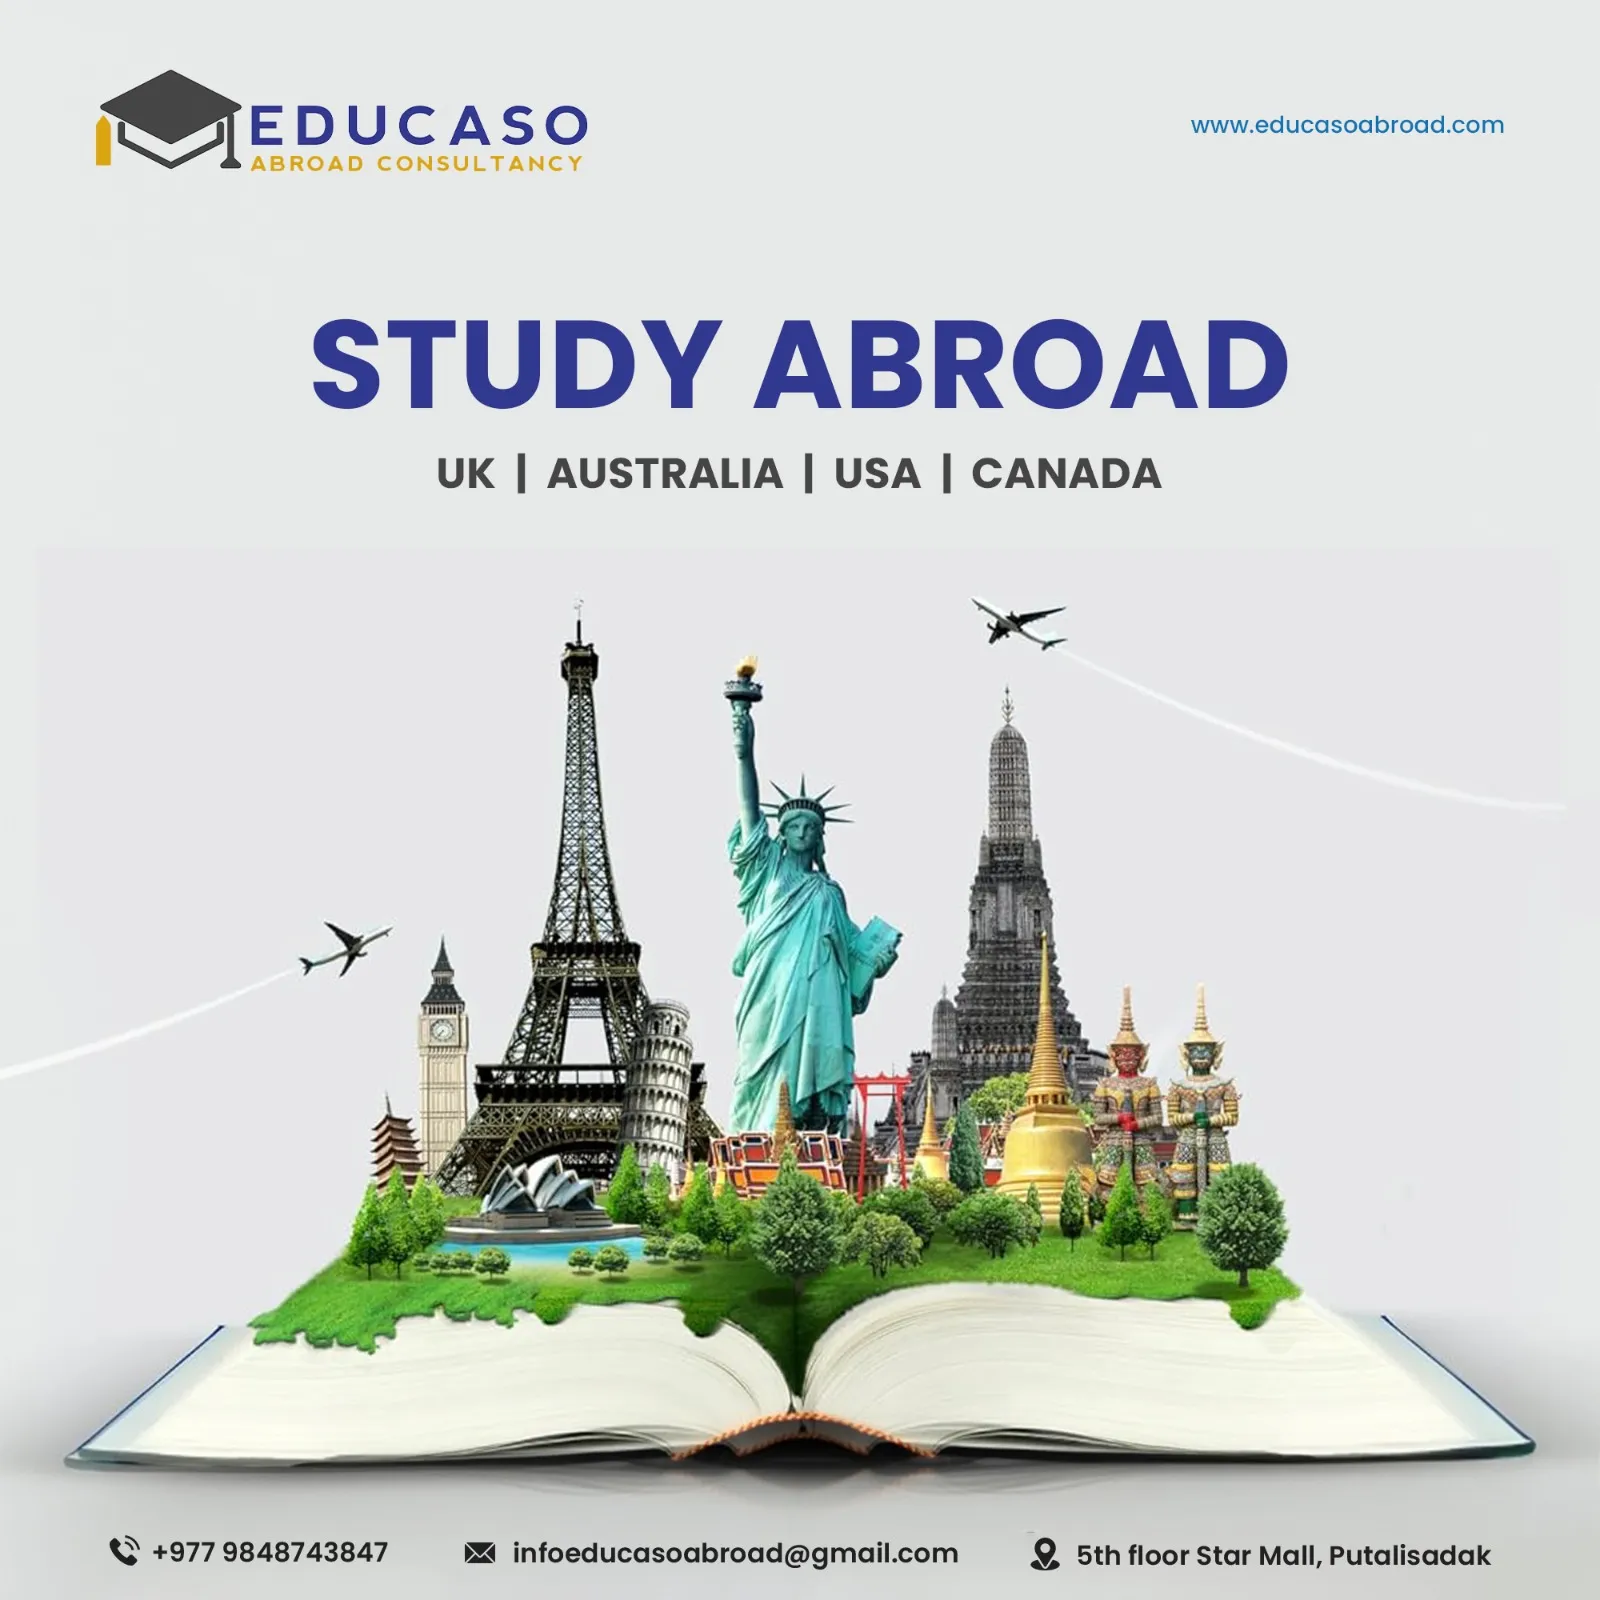 EDUCASO
ABROAD CONSULTANCY
www.educasoabroad.com
STUDY ABROAD
UK | AUSTRALIA | USA | CANADA
+977 9848743847
infoeducasoabroad@gmail.com
5th floor Star Mall, Putalisadak